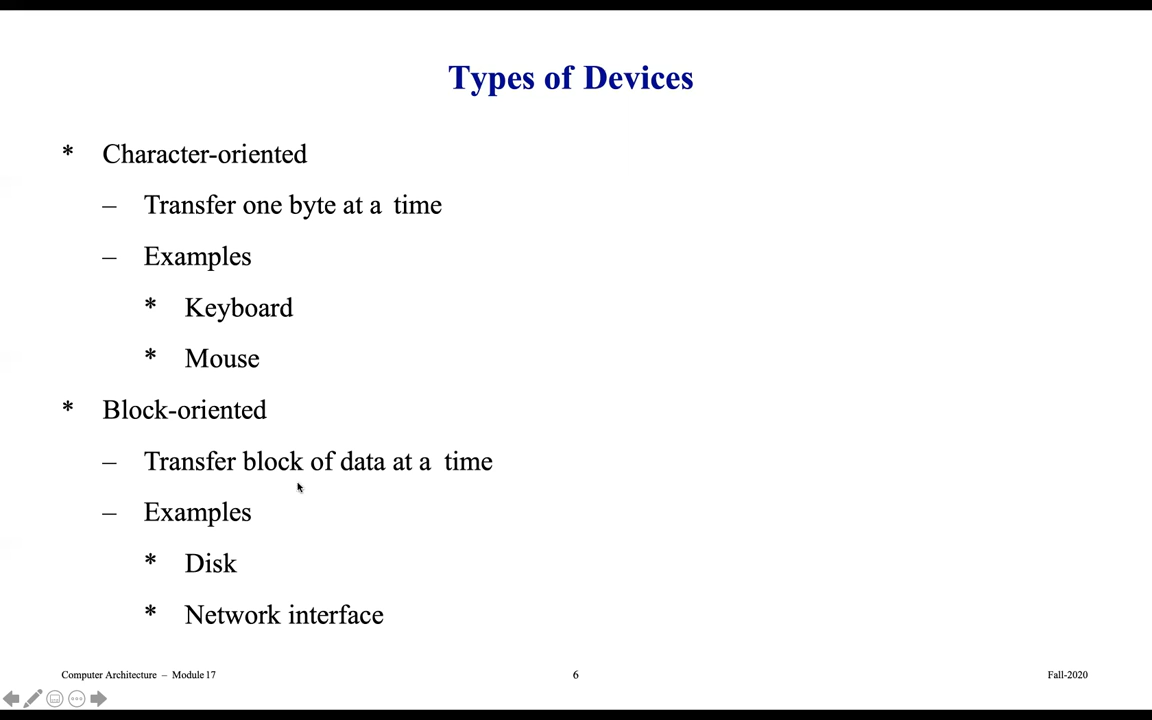 Types of Devices
* Character-oriented
– Transfer one byte at a time
– Examples
* Keyboard
* Mouse
* Block-oriented
– Transfer block of data at a time
– Examples
* Disk
* Network interface
Computer Architecture – Module 17 6 Fall-2020